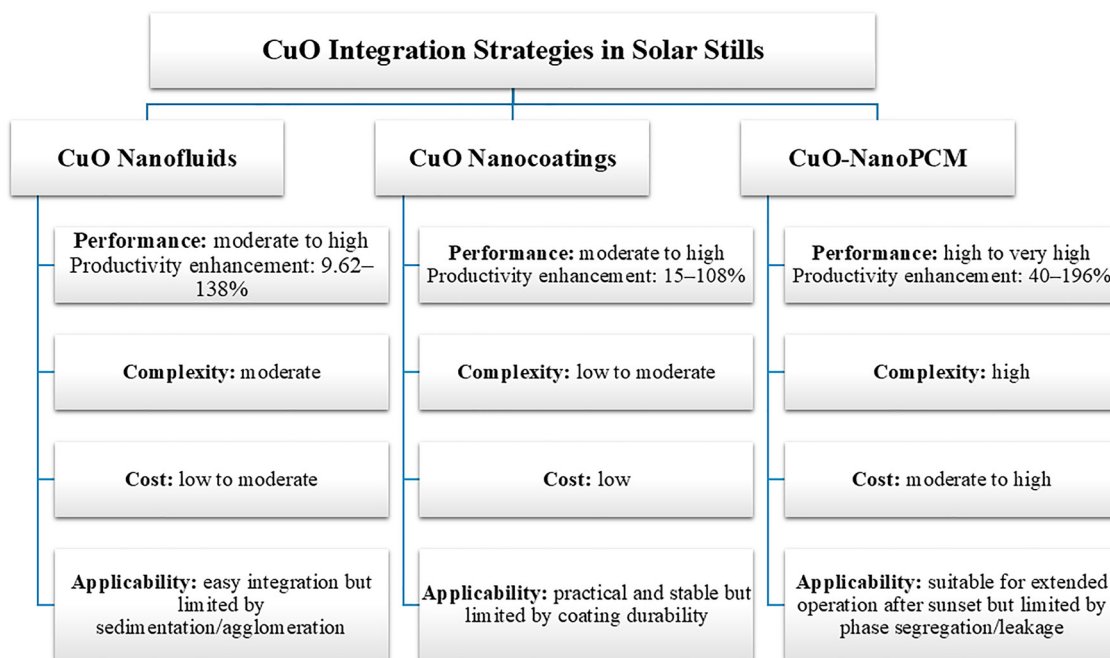 CuO Integration Strategies in Solar Stills
CuO Nanofluids
Performance: moderate to high
Productivity enhancement: 9.62–
138%
Complexity: moderate
Cost: low to moderate
Applicability: easy integration but
limited by
sedimentation/agglomeration
CuO Nanocoatings
Performance: moderate to high
Productivity enhancement: 15–108%
Complexity: low to moderate
Cost: low
Applicability: practical and stable but
limited by coating durability
CuO-NanoPCM
Performance: high to very high
Productivity enhancement: 40–196%
Complexity: high
Cost: moderate to high
Applicability: suitable for extended
operation after sunset but limited by
phase segregation/leakage